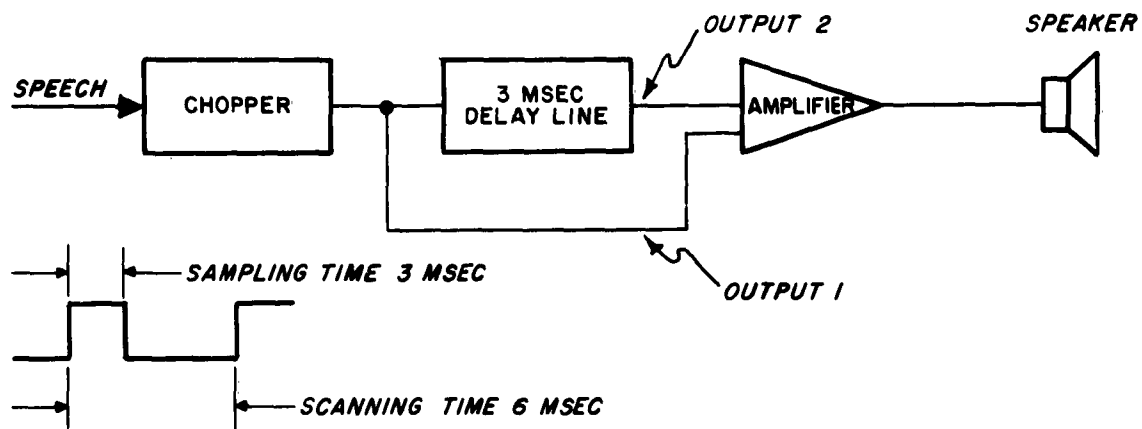 OUTPUT 2
SPEAKER
SPEECH
CHOPPER
3 MSEC
DELAY LINE
AMPLIFIER
SAMPLING TIME 3 MSEC
OUTPUT 1
SCANNING TIME 6 MSEC